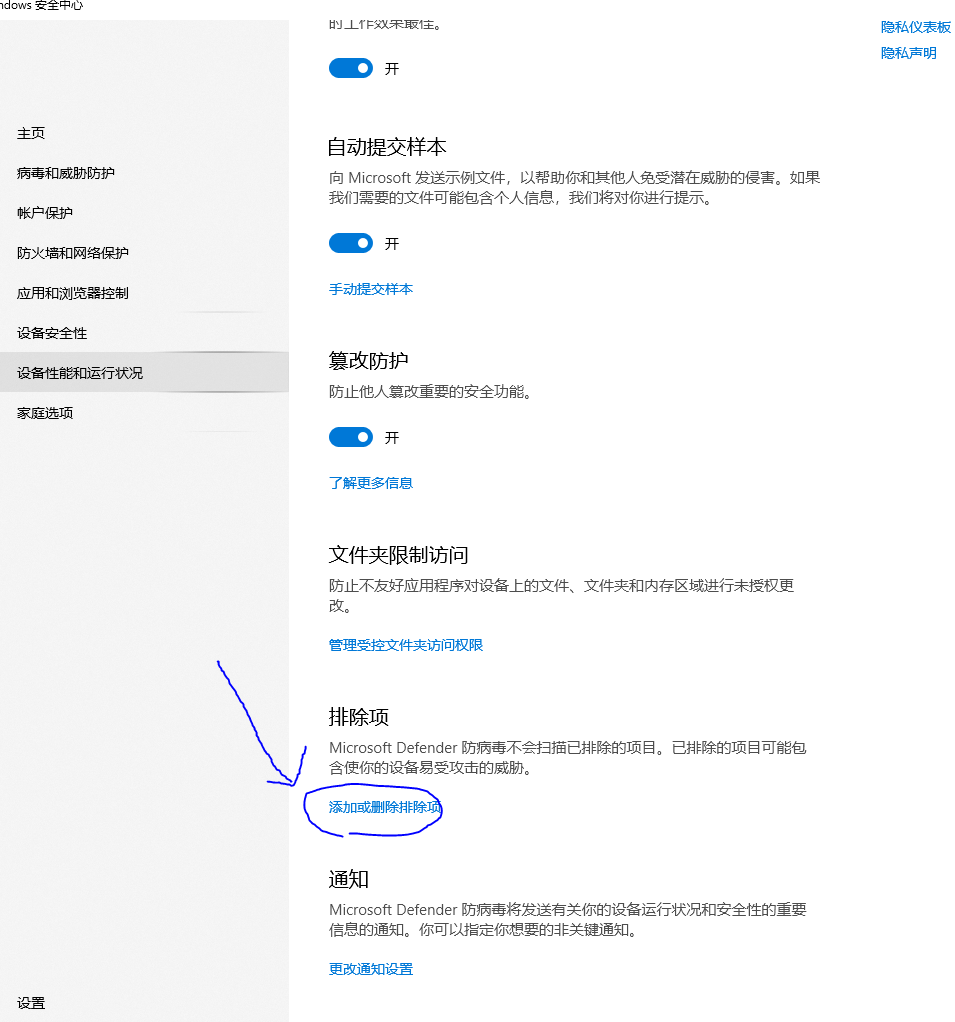 ndows 安全中心
的工作效果最佳。
开
隐私仪表板
隐私声明
主页
病毒和威胁防护
帐户保护
防火墙和网络保护
应用和浏览器控制
设备安全性
设备性能和运行状况
家庭选项
设置
自动提交样本
向 Microsoft 发送示例文件，以帮助你和其他人免受潜在威胁的侵害。如果
我们需要的文件可能包含个人信息，我们将对你进行提示。
开
手动提交样本
篡改防护
防止他人篡改重要的安全功能。
开
了解更多信息
文件夹限制访问
防止不友好应用程序对设备上的文件、文件夹和内存区域进行未授权更
改。
管理受控文件夹访问权限
排除项
Microsoft Defender 防病毒不会扫描已排除的项目。已排除的项目可能包
含使你的设备易受攻击的威胁。
添加或删除排除项
通知
Microsoft Defender 防病毒将发送有关你的设备运行状况和安全性的重要
信息的通知。你可以指定你想要的非关键通知。
更改通知设置